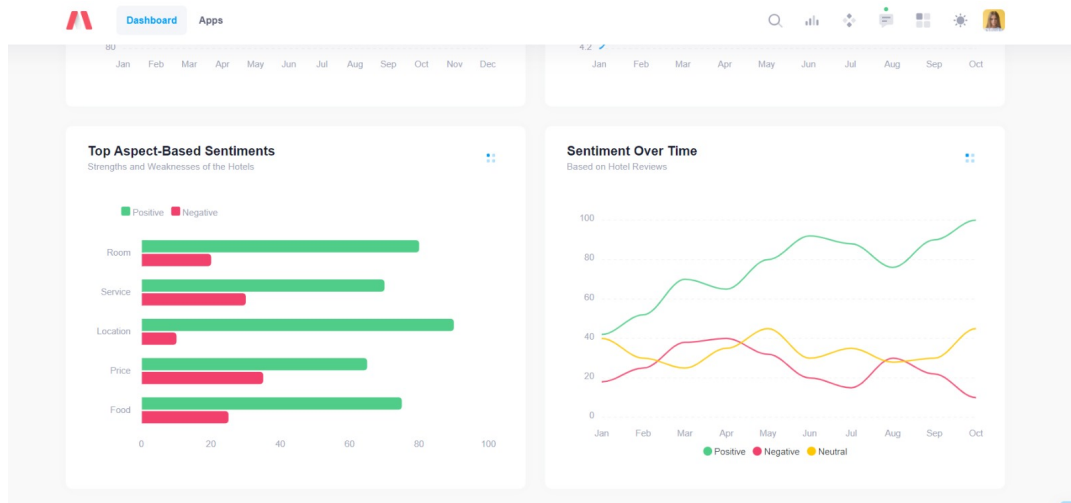 Dashboard Apps
80
Jan Feb Mar Apr May Jun Jul Aug Sep Oct Nov Dec
4.2
Jan Feb Mar Apr May Jun Jul Aug Sep Oct
Top Aspect-Based Sentiments
Strengths and Weaknesses of the Hotels
Positive Negative
Room
Service
Location
Price
Food
0 20 40 60 80 100
Sentiment Over Time
Based on Hotel Reviews
100
80
60
40
20
0
Jan Feb Mar Apr May Jun Jul Aug Sep Oct
Positive Negative Neutral